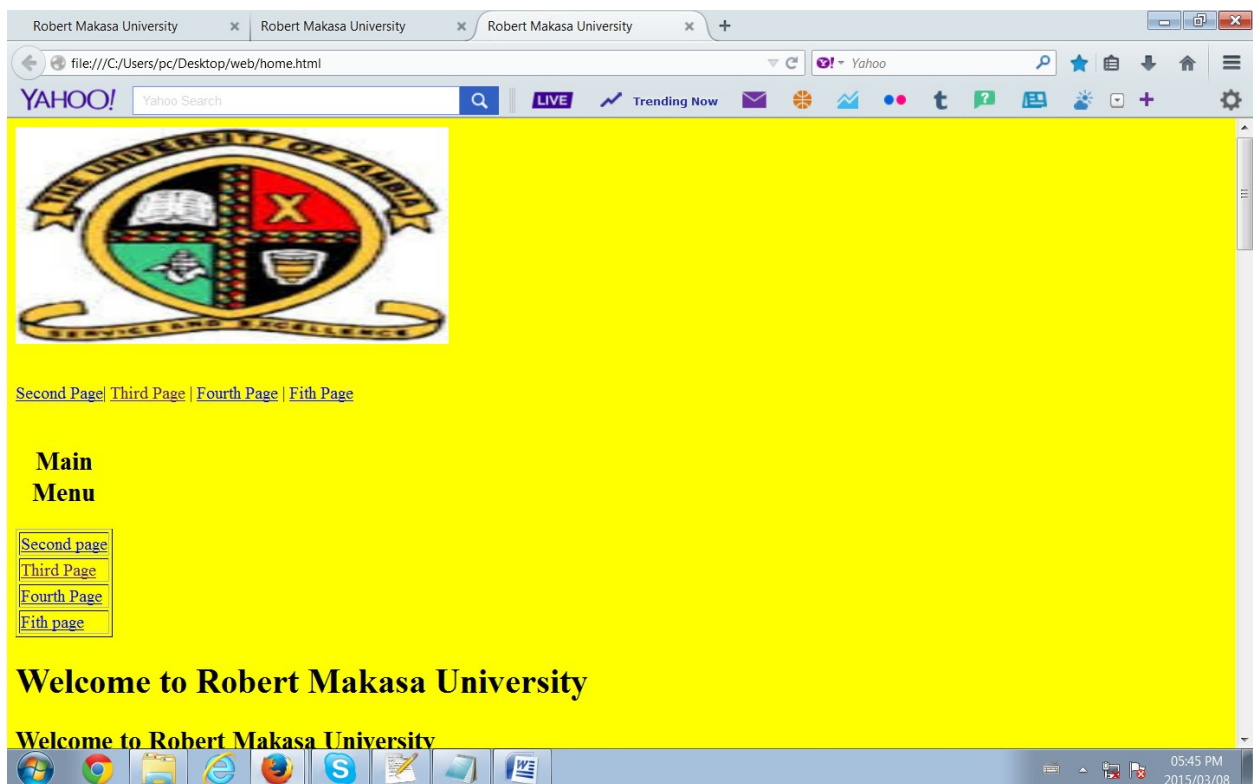 Robert Makasa University Robert Makasa University Robert Makasa University
file:///C:/Users/pc/Desktop/web/home.html Yahoo
YAHOO! Yahoo Search LIVE Trending Now
THE UNIVERSITY OF ZAMBIA
SERVICE AND EXCELLENCE
Second Page| Third Page | Fourth Page | Fith Page
Main
Menu
Second page
Third Page
Fourth Page
Fith page
Welcome to Robert Makasa University
Welcome to Robert Makasa University
05:45 PM
2015/03/08